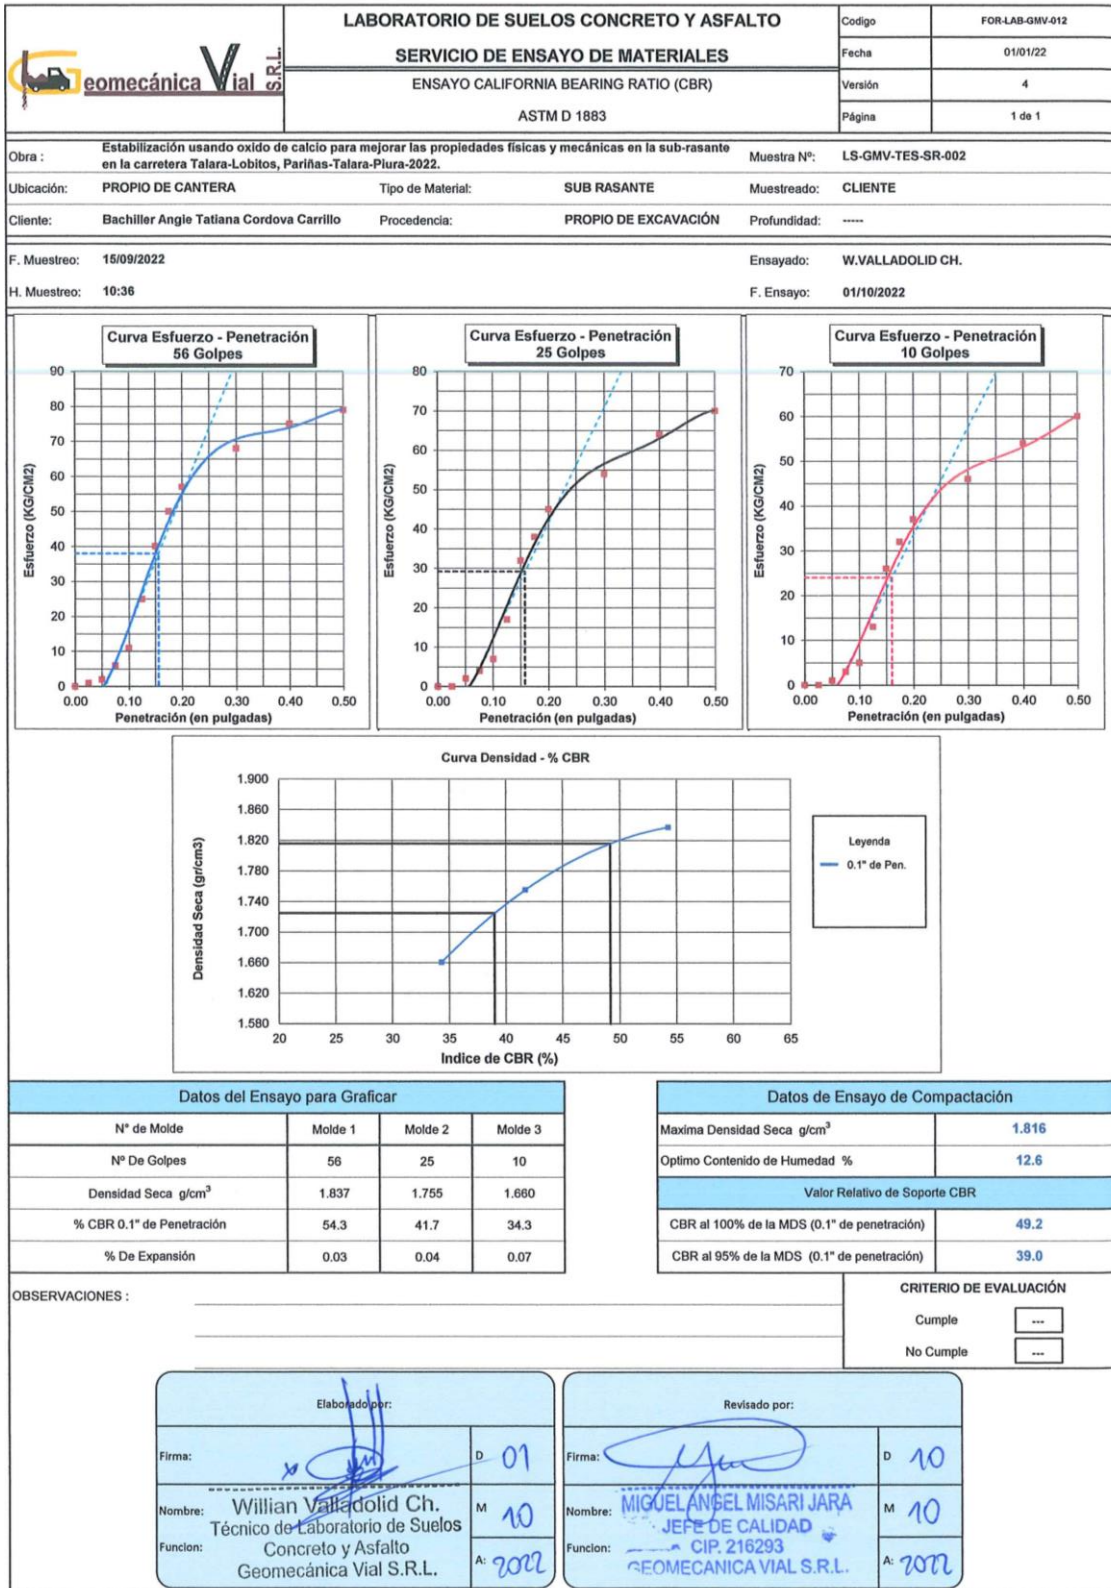 Geomecánica Vial S.R.L.
LABORATORIO DE SUELOS CONCRETO Y ASFALTO
SERVICIO DE ENSAYO DE MATERIALES
ENSAYO CALIFORNIA BEARING RATIO (CBR)
ASTM D 1883
Codigo FOR-LAB-GMV-012
Fecha 01/01/22
Versión 4
Página 1 de 1
Obra : Estabilización usando oxido de calcio para mejorar las propiedades físicas y mecánicas en la sub-rasante
en la carretera Talara-Lobitos, Pariñas-Talara-Piura-2022.
Muestra Nº: LS-GMV-TES-SR-002
Ubicación: PROPIO DE CANTERA Tipo de Material: SUB RASANTE Muestreado: CLIENTE
Cliente: Bachiller Angie Tatiana Cordova Carrillo Procedencia: PROPIO DE EXCAVACIÓN Profundidad: -----
F. Muestreo: 15/09/2022 Ensayado: W.VALLADOLID CH.
H. Muestreo: 10:36 F. Ensayo: 01/10/2022
Curva Esfuerzo - Penetración
56 Golpes
90
80
70
60
50
40
30
20
10
0
Esfuerzo (KG/CM2)
0.00 0.10 0.20 0.30 0.40 0.50
Penetración (en pulgadas)
Curva Esfuerzo - Penetración
25 Golpes
80
70
60
50
40
30
20
10
0
Esfuerzo (KG/CM2)
0.00 0.10 0.20 0.30 0.40 0.50
Penetración (en pulgadas)
Curva Esfuerzo - Penetración
10 Golpes
70
60
50
40
30
20
10
0
Esfuerzo (KG/CM2)
0.00 0.10 0.20 0.30 0.40 0.50
Penetración (en pulgadas)
Curva Densidad - % CBR
1.900
1.860
1.820
1.780
1.740
1.700
1.660
1.620
1.580
Densidad Seca (gr/cm3)
20 25 30 35 40 45 50 55 60 65
Indice de CBR (%)
Leyenda
0.1" de Pen.
Datos del Ensayo para Graficar
N° de Molde Molde 1 Molde 2 Molde 3
Nº De Golpes 56 25 10
Densidad Seca g/cm3 1.837 1.755 1.660
% CBR 0.1" de Penetración 54.3 41.7 34.3
% De Expansión 0.03 0.04 0.07
Datos de Ensayo de Compactación
Maxima Densidad Seca g/cm3 1.816
Optimo Contenido de Humedad % 12.6
Valor Relativo de Soporte CBR
CBR al 100% de la MDS (0.1" de penetración) 49.2
CBR al 95% de la MDS (0.1" de penetración) 39.0
OBSERVACIONES :
CRITERIO DE EVALUACIÓN
Cumple ---
No Cumple ---
Elaborado por:
Firma: D 01
Nombre: Willian Valladolid Ch. M 10
Técnico de Laboratorio de Suelos
Funcion: Concreto y Asfalto
Geomecánica Vial S.R.L. A: 2022
Revisado por:
Firma: D 10
Nombre: MIGUEL ANGEL MISARI JARA M 10
JEFE DE CALIDAD
Funcion: CIP. 216293
GEOMECANICA VIAL S.R.L. A: 2022